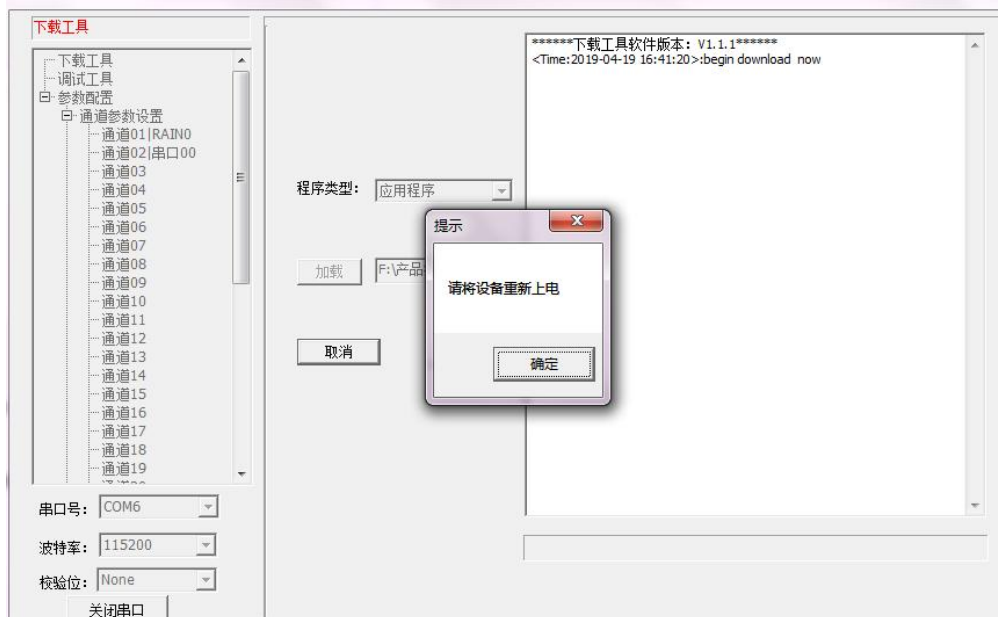 下载工具
下载工具
调试工具
参数配置
通道参数设置
通道01|RAIN0
通道02|串口00
通道03
通道04
通道05
通道06
通道07
通道08
通道09
通道10
通道11
通道12
通道13
通道14
通道15
通道16
通道17
通道18
通道19
串口号：
COM6
波特率：
115200
校验位：
None
关闭串口
程序类型：
应用程序
加载
F:\产品
取消
******下载工具软件版本：V1.1.1******
<Time:2019-04-19 16:41:20>:begin download now
提示
请将设备重新上电
确定